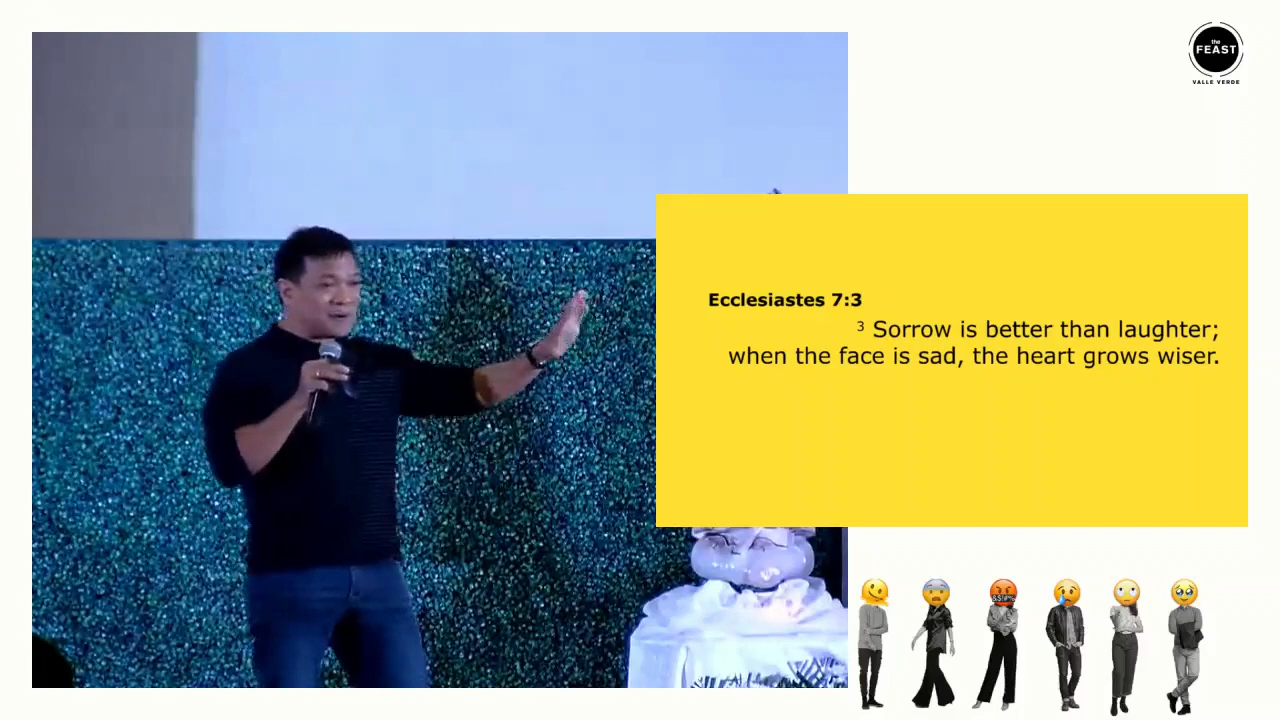 the
FEAST
VALLE VERDE
Ecclesiastes 7:3
3 Sorrow is better than laughter;
when the face is sad, the heart grows wiser.
&$!#%